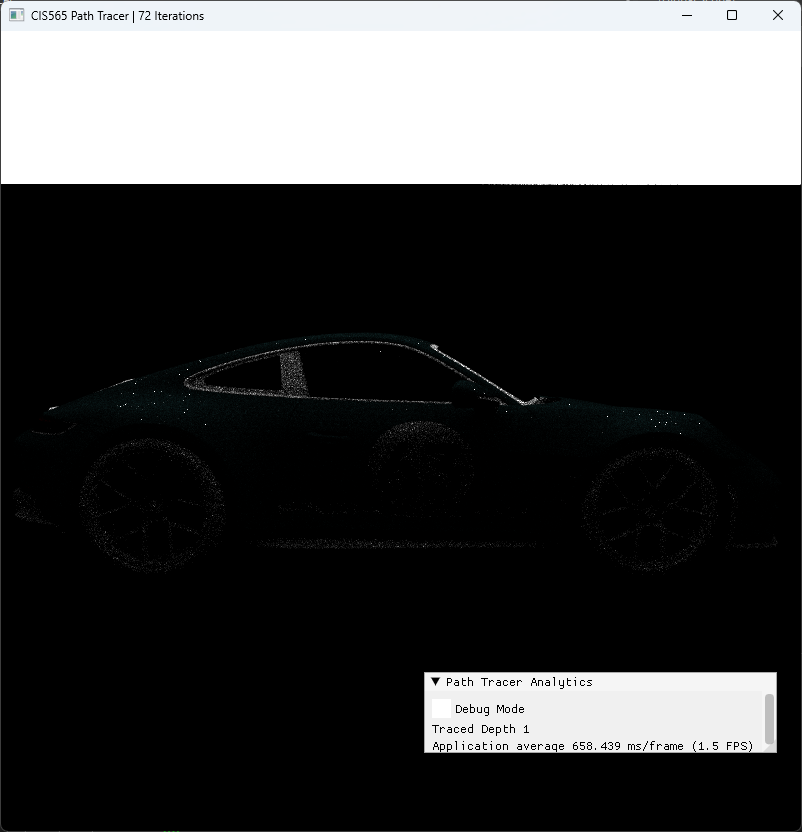 CIS565 Path Tracer | 72 Iterations
Path Tracer Analytics
Debug Mode
Traced Depth 1
Application average 658.439 ms/frame (1.5 FPS)